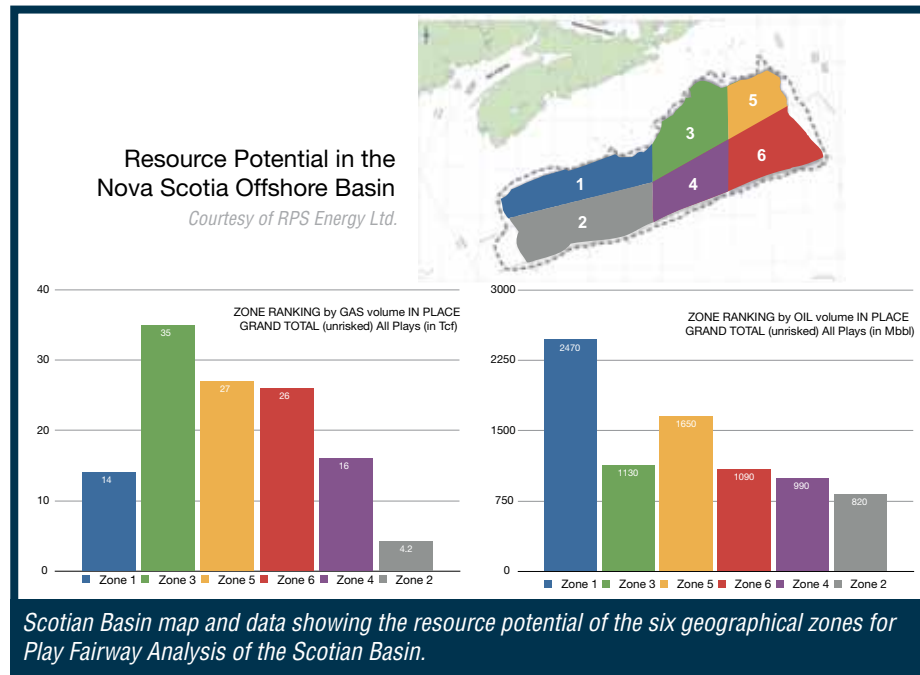 Resource Potential in the
Nova Scotia Offshore Basin
Courtesy of RPS Energy Ltd.
1
2
3
4
5
6
ZONE RANKING by GAS volume IN PLACE
GRAND TOTAL (unrisked) All Plays (in Tcf)
40
30
20
10
0
14
35
27
26
16
4.2
Zone 1
Zone 3
Zone 5
Zone 6
Zone 4
Zone 2
ZONE RANKING by OIL volume IN PLACE
GRAND TOTAL (unrisked) All Plays (in Mbbl)
3000
2250
1500
750
0
2470
1130
1650
1090
990
820
Zone 1
Zone 3
Zone 5
Zone 6
Zone 4
Zone 2
Scotian Basin map and data showing the resource potential of the six geographical zones for
Play Fairway Analysis of the Scotian Basin.